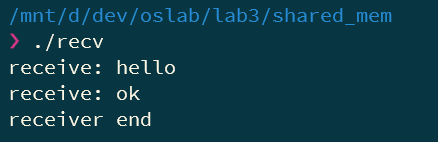 /mnt/d/dev/oslab/lab3/shared_mem
❯ ./recv
receive: hello
receive: ok
receiver end